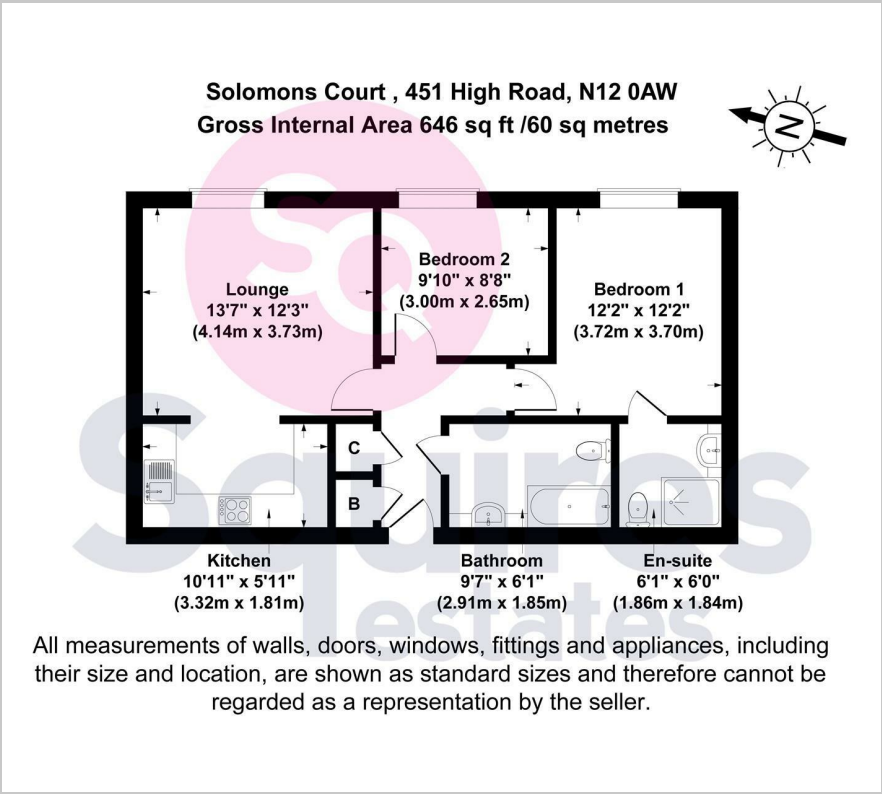 Solomons Court , 451 High Road, N12 0AW
Gross Internal Area 646 sq ft /60 sq metres
N
SQ
Lounge
13'7" x 12'3"
(4.14m x 3.73m)
Bedroom 2
9'10" x 8'8"
(3.00m x 2.65m)
Bedroom 1
12'2" x 12'2"
(3.72m x 3.70m)
C
B
Squires
estates
Kitchen
10'11" x 5'11"
(3.32m x 1.81m)
Bathroom
9'7" x 6'1"
(2.91m x 1.85m)
En-suite
6'1" x 6'0"
(1.86m x 1.84m)
All measurements of walls, doors, windows, fittings and appliances, including
their size and location, are shown as standard sizes and therefore cannot be
regarded as a representation by the seller.